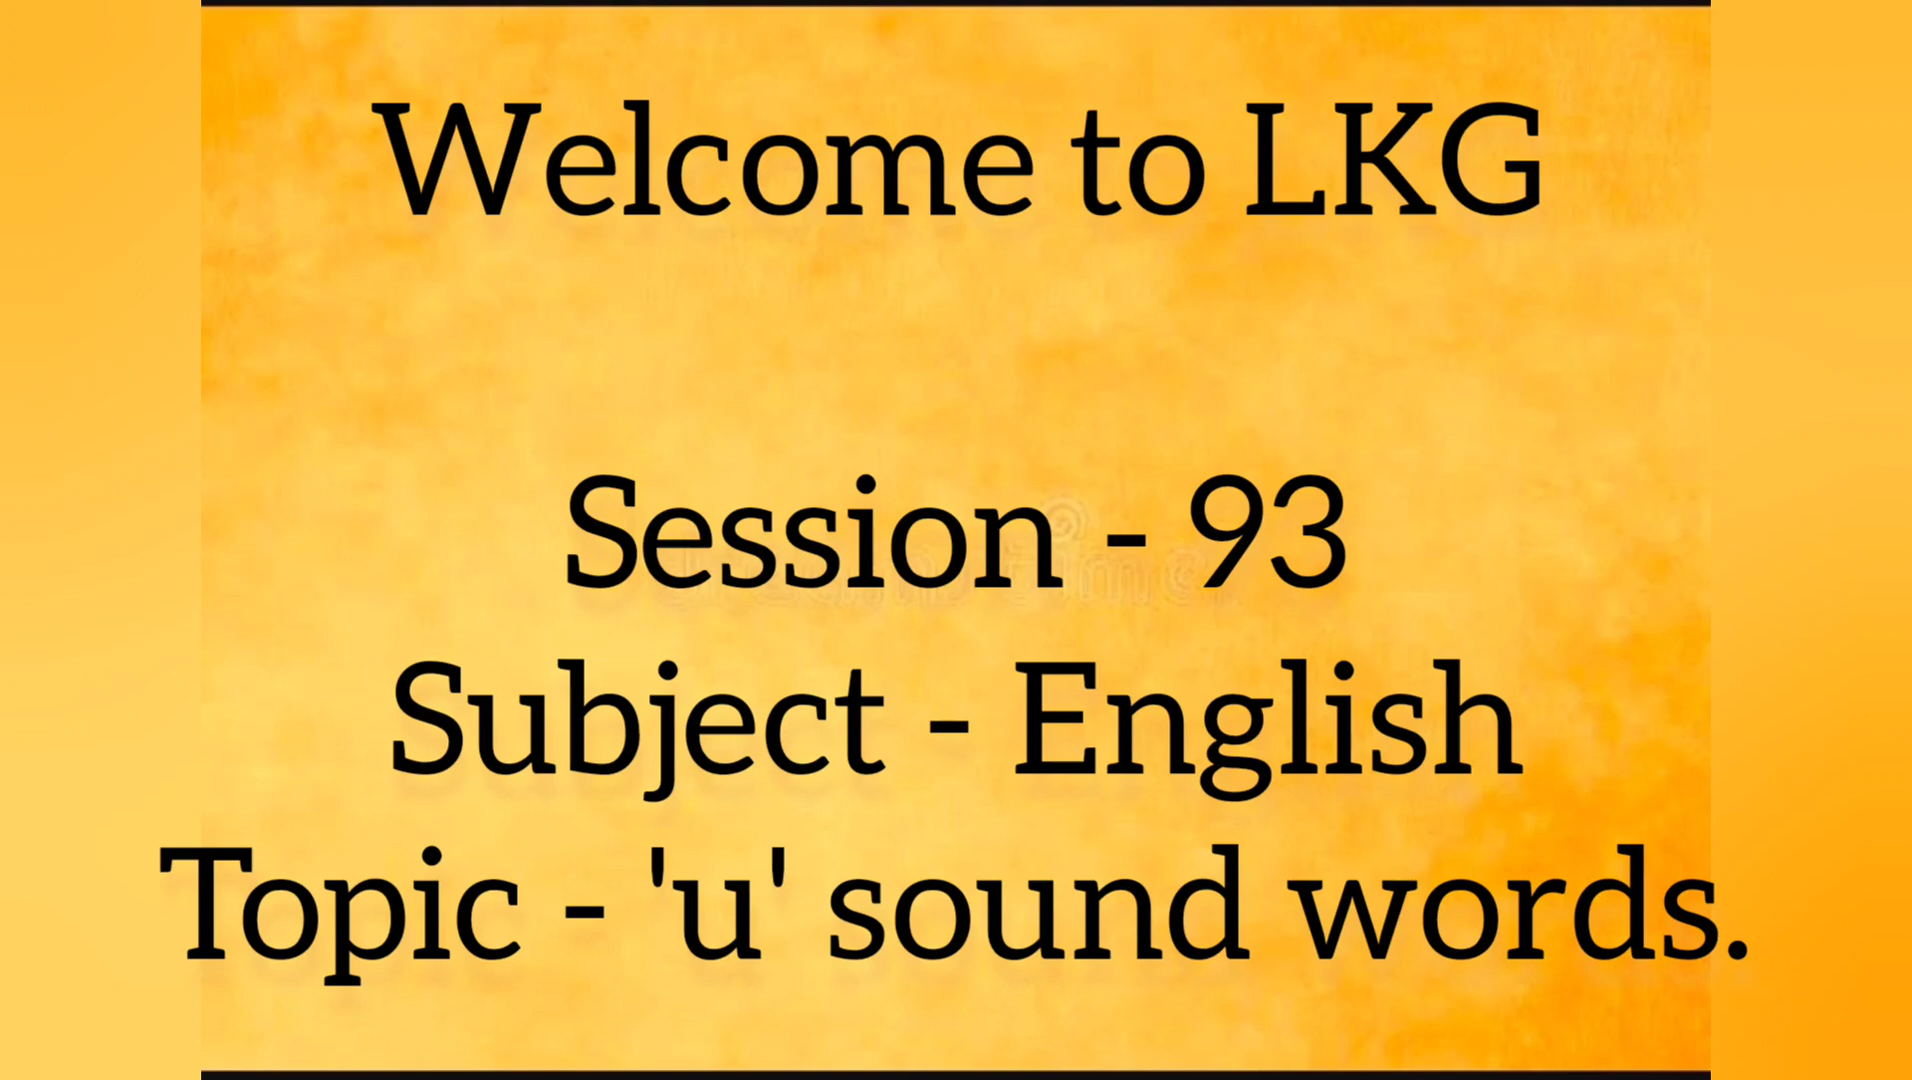 Welcome to LKG
Session - 93
Subject - English
Topic - 'u' sound words.